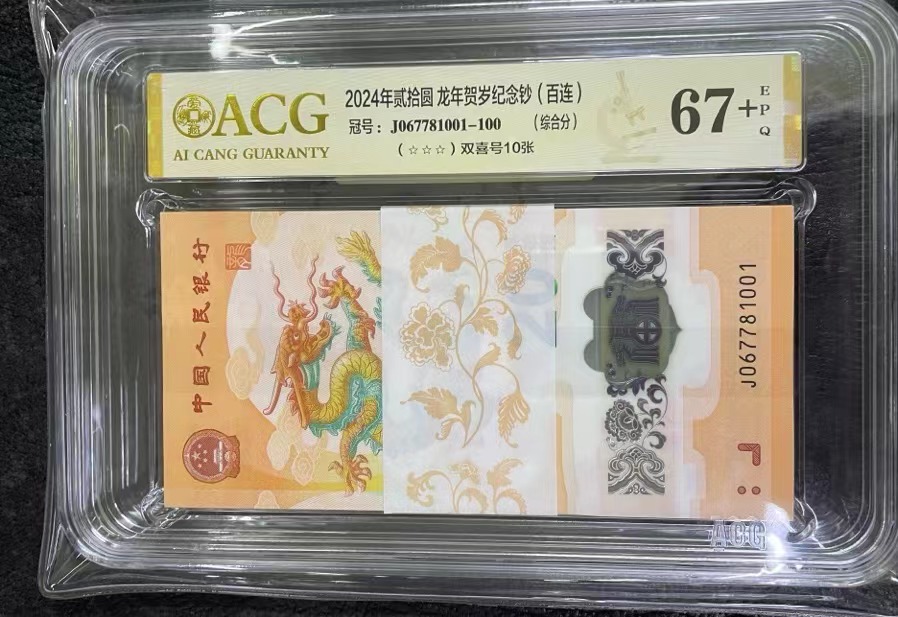 ACG
AI CANG GUARANTY
2024年贰拾圆 龙年贺岁纪念钞（百连）
冠号：J067781001-100 （综合分）
（☆☆☆）双喜号10张
67+
EPQ
中国人民银行
J067781001
ACG